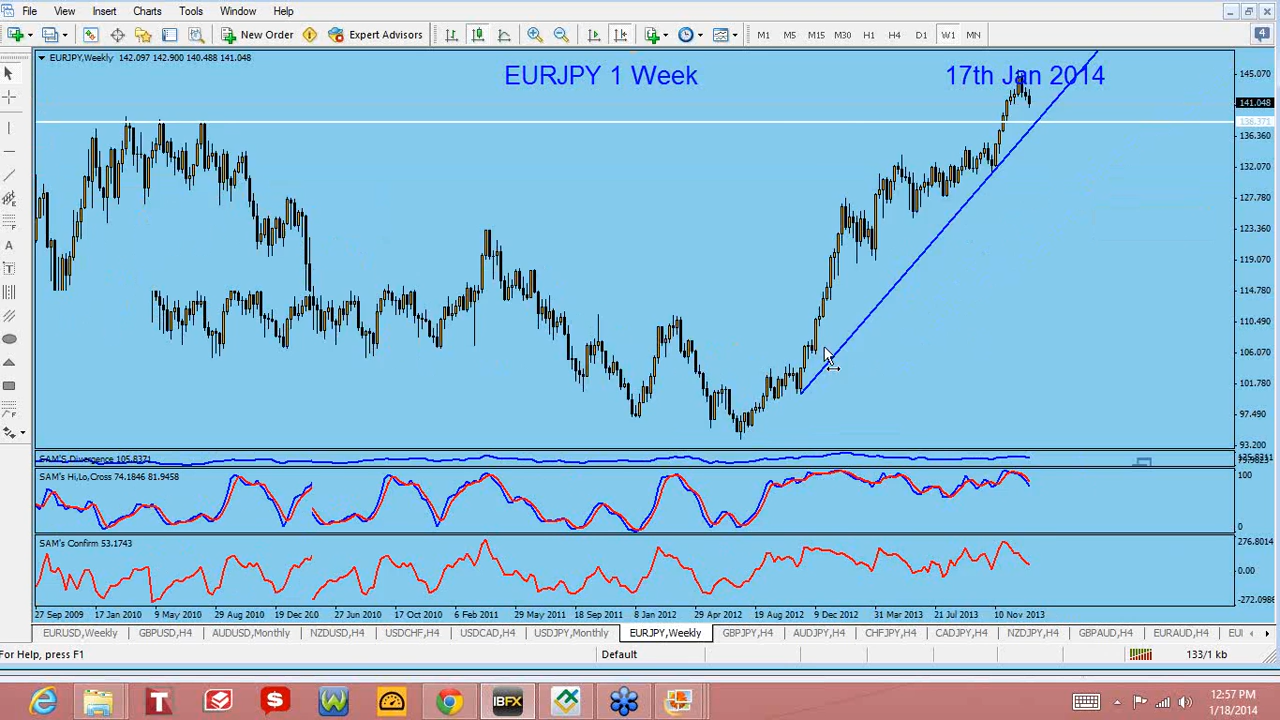 File View Insert Charts Tools Window Help
New Order Expert Advisors M1 M5 M15 M30 H1 H4 D1 W1 MN 4
EURJPY,Weekly 142.097 142.900 140.488 141.048
EURJPY 1 Week 17th Jan 2014
145.070
141.048
138.371
136.360
132.070
127.780
123.360
119.070
114.780
110.490
106.070
101.780
97.490
93.200
SAM'S Divergence 105.8371
SAM's Hi,Lo,Cross 74.1846 81.9458
100
0
SAM's Confirm 53.1743
276.8014
0.00
-272.0986
27 Sep 2009 17 Jan 2010 9 May 2010 29 Aug 2010 19 Dec 2010 27 Jun 2010 17 Oct 2010 6 Feb 2011 29 May 2011 18 Sep 2011 8 Jan 2012 29 Apr 2012 19 Aug 2012 9 Dec 2012 31 Mar 2013 21 Jul 2013 10 Nov 2013
EURUSD,Weekly GBPUSD,H4 AUDUSD,Monthly NZDUSD,H4 USDCHF,H4 USDCAD,H4 USDJPY,Monthly EURJPY,Weekly GBPJPY,H4 AUDJPY,H4 CHFJPY,H4 CADJPY,H4 NZDJPY,H4 GBPAUD,H4 EURAUD,H4 EUI
For Help, press F1 Default 133/1 kb
IBFX
12:57 PM
1/18/2014